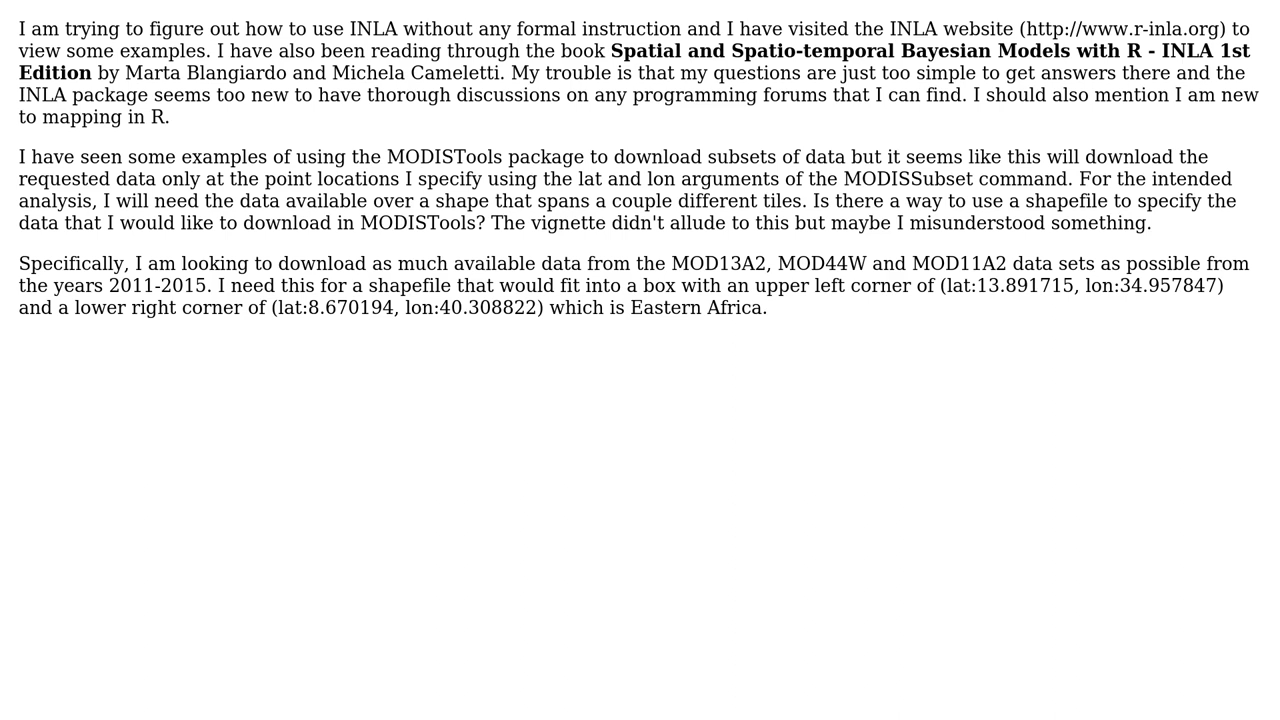 I am trying to figure out how to use INLA without any formal instruction and I have visited the INLA website (http://www.r-inla.org) to
view some examples. I have also been reading through the book Spatial and Spatio-temporal Bayesian Models with R - INLA 1st
Edition by Marta Blangiardo and Michela Cameletti. My trouble is that my questions are just too simple to get answers there and the
INLA package seems too new to have thorough discussions on any programming forums that I can find. I should also mention I am new
to mapping in R.
I have seen some examples of using the MODISTools package to download subsets of data but it seems like this will download the
requested data only at the point locations I specify using the lat and lon arguments of the MODISSubset command. For the intended
analysis, I will need the data available over a shape that spans a couple different tiles. Is there a way to use a shapefile to specify the
data that I would like to download in MODISTools? The vignette didn't allude to this but maybe I misunderstood something.
Specifically, I am looking to download as much available data from the MOD13A2, MOD44W and MOD11A2 data sets as possible from
the years 2011-2015. I need this for a shapefile that would fit into a box with an upper left corner of (lat:13.891715, lon:34.957847)
and a lower right corner of (lat:8.670194, lon:40.308822) which is Eastern Africa.